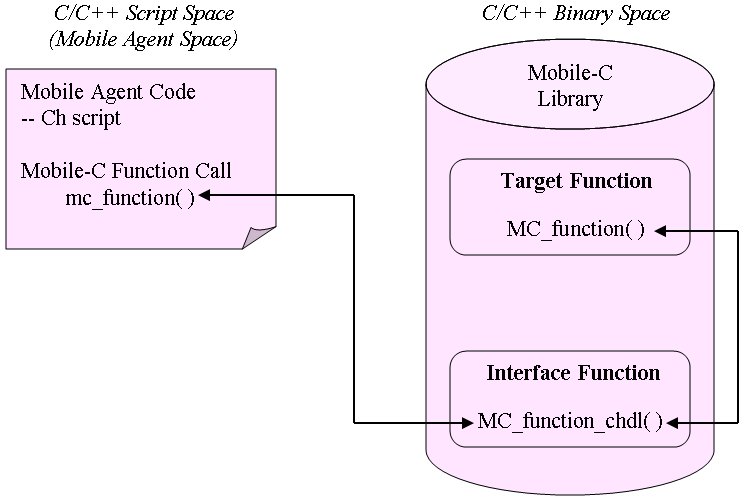 C/C++ Script Space
(Mobile Agent Space)
Mobile Agent Code
-- Ch script
Mobile-C Function Call
mc_function( )
C/C++ Binary Space
Mobile-C
Library
Target Function
MC_function( )
Interface Function
MC_function_chdl( )